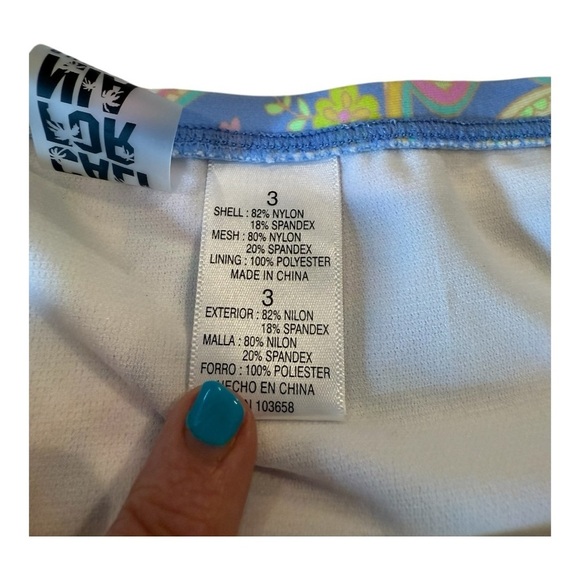 3
SHELL : 82% NYLON
18% SPANDEX
MESH : 80% NYLON
20% SPANDEX
LINING : 100% POLYESTER
MADE IN CHINA
3
EXTERIOR : 82% NILON
18% SPANDEX
MALLA : 80% NILON
20% SPANDEX
FORRO : 100% POLIESTER
HECHO EN CHINA
N 103658
FOR